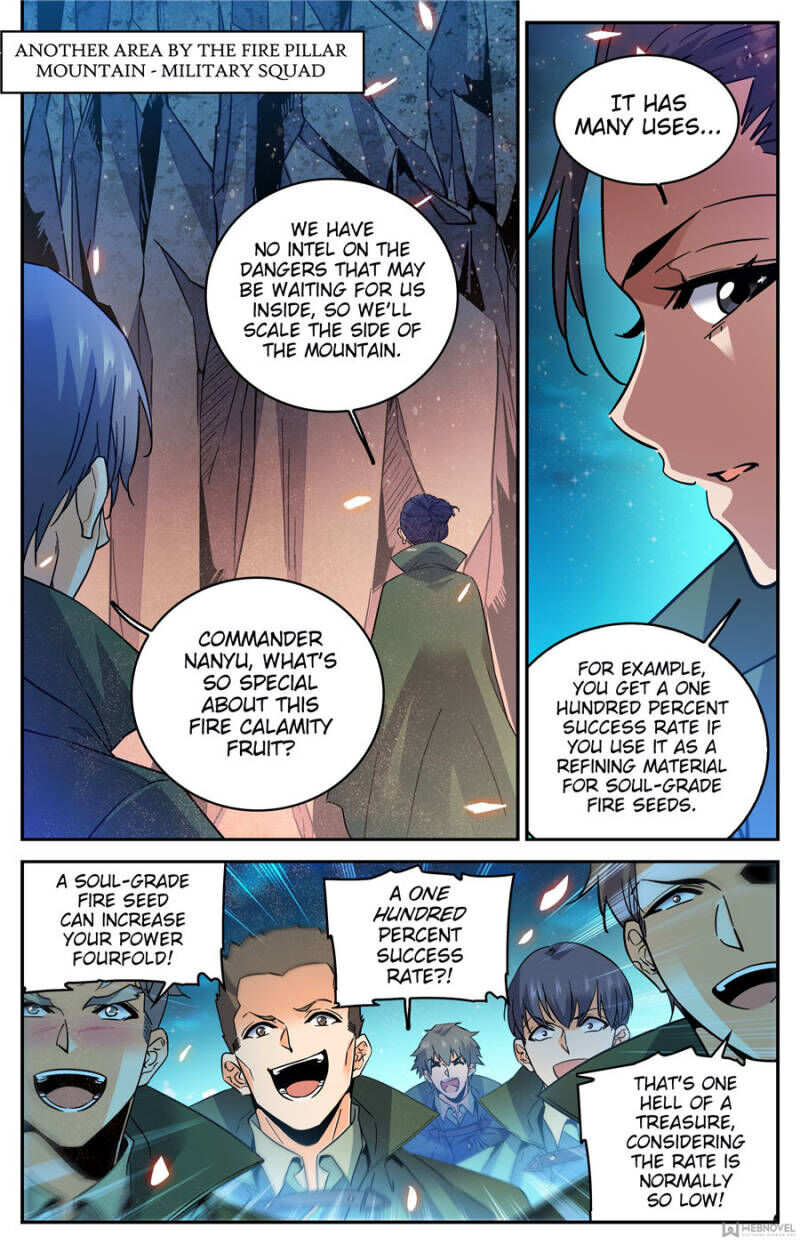 ANOTHER AREA BY THE FIRE PILLAR
MOUNTAIN - MILITARY SQUAD
WE HAVE
NO INTEL ON THE
DANGERS THAT MAY
BE WAITING FOR US
INSIDE, SO WE'LL
SCALE THE SIDE OF
THE MOUNTAIN.
COMMANDER
NANYU, WHAT'S
SO SPECIAL
ABOUT THIS
FIRE CALAMITY
FRUIT?
IT HAS
MANY USES...
FOR EXAMPLE,
YOU GET A ONE
HUNDRED PERCENT
SUCCESS RATE IF
YOU USE IT AS A
REFINING MATERIAL
FOR SOUL-GRADE
FIRE SEEDS.
A SOUL-GRADE
FIRE SEED
CAN INCREASE
YOUR POWER
FOURFOLD!
A ONE
HUNDRED
PERCENT
SUCCESS
RATE?!
THAT'S ONE
HELL OF A
TREASURE,
CONSIDERING
THE RATE IS
NORMALLY
SO LOW!
WEBNOVEL